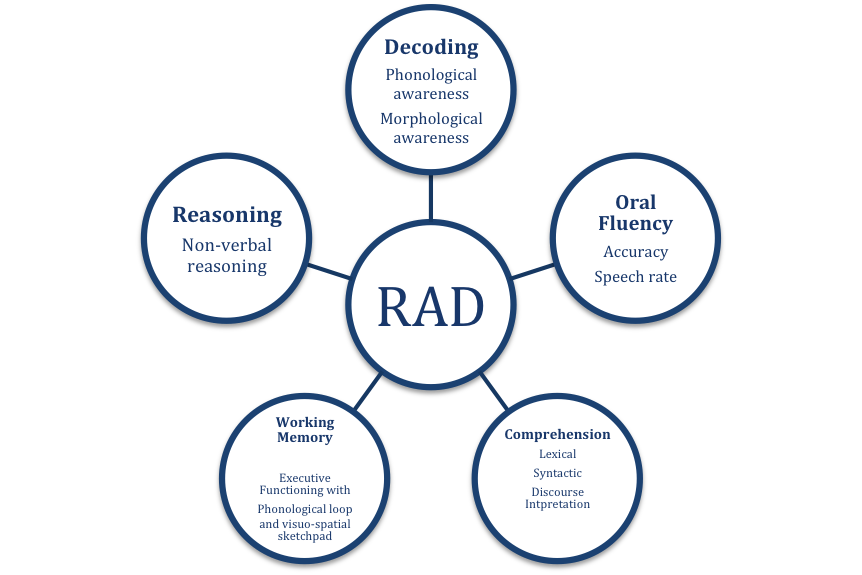 Decoding
Phonological
awareness
Morphological
awareness
Reasoning
Non-verbal
reasoning
Oral
Fluency
Accuracy
Speech rate
RAD
Working
Memory
Executive
Functioning with
Phonological loop
and visuo-spatial
sketchpad
Comprehension
Lexical
Syntactic
Discourse
Intpretation